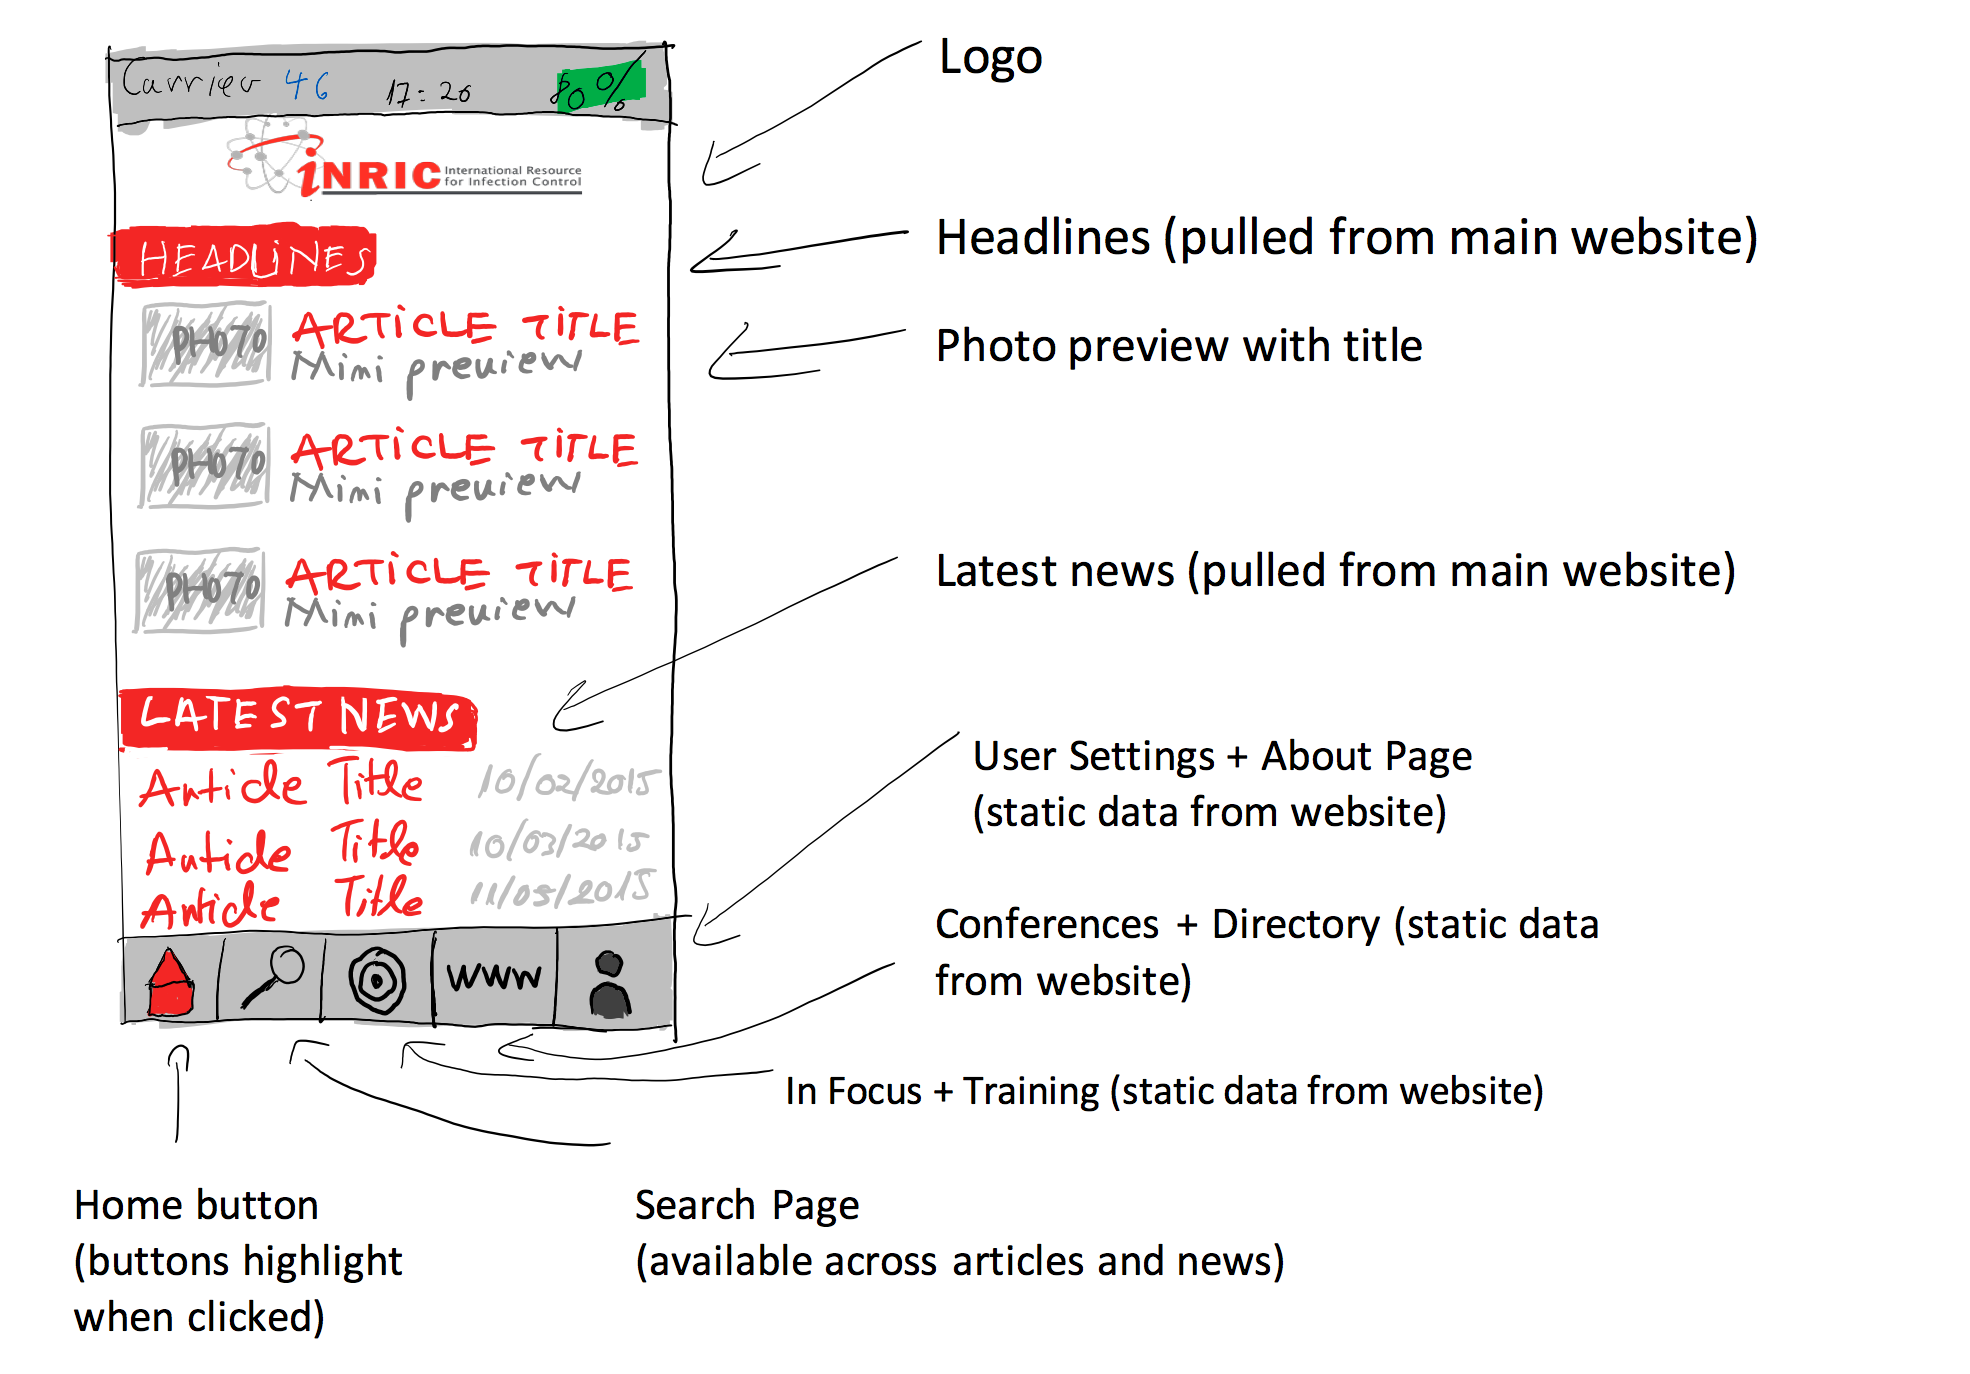 Carrier 4G 17:26 80%
iNRIC International Resource
for Infection Control
HEADLINES
PHOTO ARTICLE TITLE
Mini preview
PHOTO ARTICLE TITLE
Mini preview
PHOTO ARTICLE TITLE
Mini preview
LATEST NEWS
Article Title 10/02/2015
Article Title 10/03/2015
Article Title 11/05/2015
www
Logo
Headlines (pulled from main website)
Photo preview with title
Latest news (pulled from main website)
User Settings + About Page
(static data from website)
Conferences + Directory (static data
from website)
In Focus + Training (static data from website)
Home button
(buttons highlight
when clicked)
Search Page
(available across articles and news)